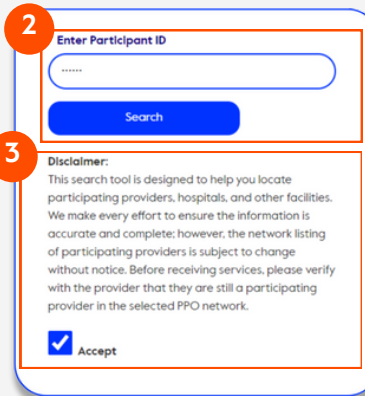 2
Enter Participant ID
······
Search
3
Disclaimer:
This search tool is designed to help you locate
participating providers, hospitals, and other facilities.
We make every effort to ensure the information is
accurate and complete; however, the network listing
of participating providers is subject to change
without notice. Before receiving services, please verify
with the provider that they are still a participating
provider in the selected PPO network.
Accept